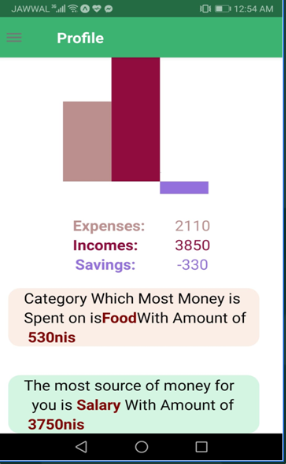 JAWWAL 12:54 AM
Profile
Expenses: 2110
Incomes: 3850
Savings: -330
Category Which Most Money is
Spent on isFoodWith Amount of
530nis
The most source of money for
you is Salary With Amount of
3750nis